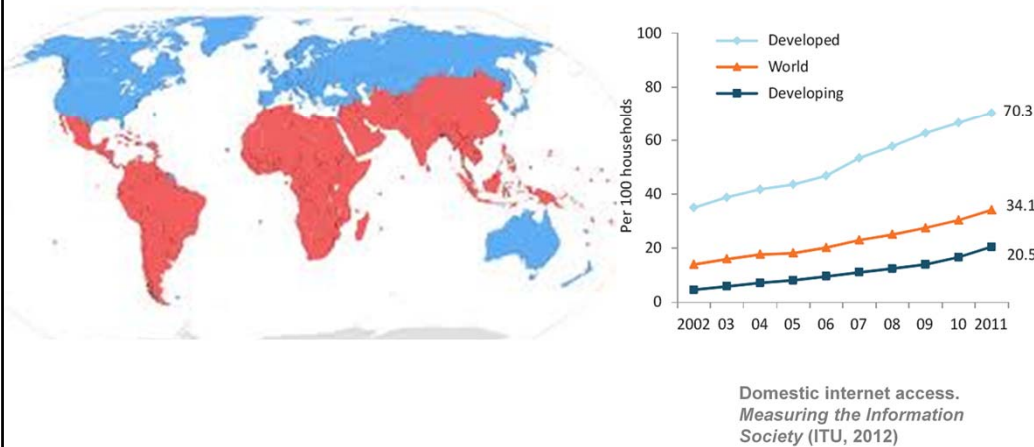 100
80
60
40
20
0
Per 100 households
Developed
World
Developing
70.3
34.1
20.5
2002 03 04 05 06 07 08 09 10 2011
Domestic internet access.
Measuring the Information
Society (ITU, 2012)